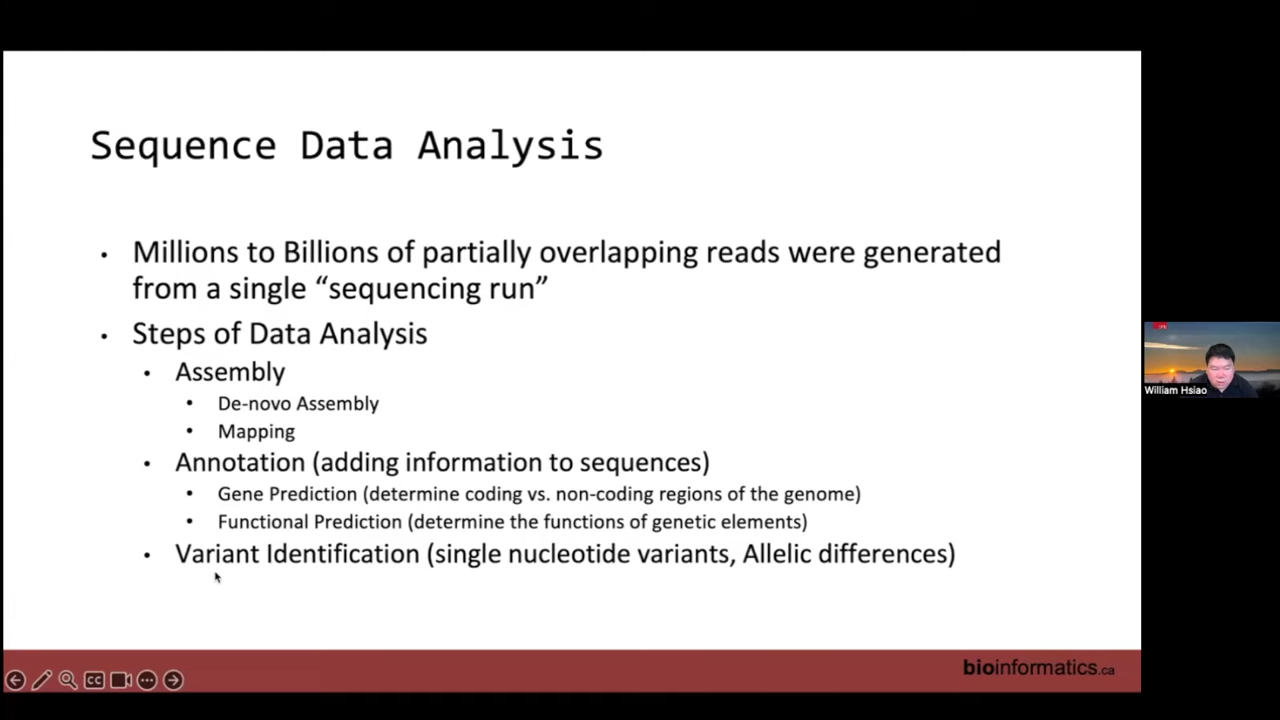 Sequence Data Analysis
• Millions to Billions of partially overlapping reads were generated
from a single “sequencing run”
• Steps of Data Analysis
• Assembly
• De-novo Assembly
• Mapping
• Annotation (adding information to sequences)
• Gene Prediction (determine coding vs. non-coding regions of the genome)
• Functional Prediction (determine the functions of genetic elements)
• Variant Identification (single nucleotide variants, Allelic differences)
William Hsiao
CC
bioinformatics.ca